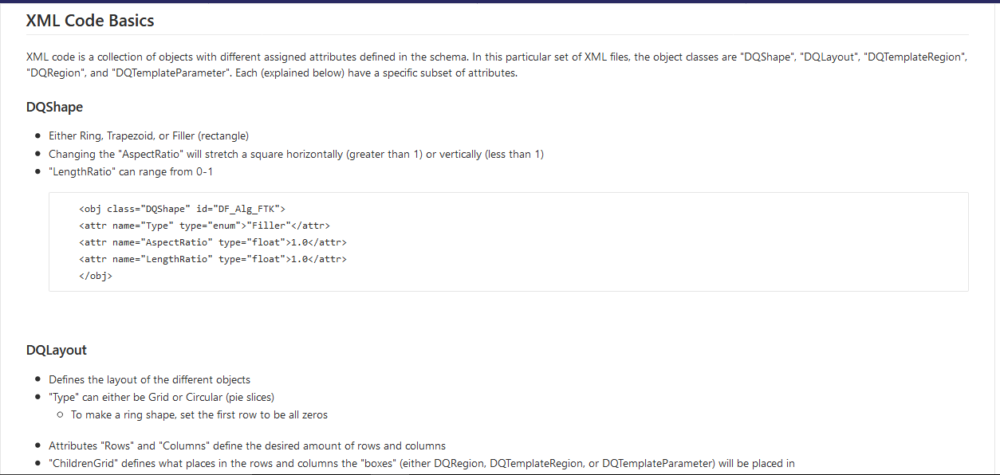 XML Code Basics
XML code is a collection of objects with different assigned attributes defined in the schema. In this particular set of XML files, the object classes are "DQShape", "DQLayout", "DQTemplateRegion",
"DQRegion", and "DQTemplateParameter". Each (explained below) have a specific subset of attributes.
DQShape
• Either Ring, Trapezoid, or Filler (rectangle)
• Changing the "AspectRatio" will stretch a square horizontally (greater than 1) or vertically (less than 1)
• "LengthRatio" can range from 0-1
<obj class="DQShape" id="DF_Alg_FTK">
<attr name="Type" type="enum">"Filler"</attr>
<attr name="AspectRatio" type="float">1.0</attr>
<attr name="LengthRatio" type="float">1.0</attr>
</obj>
DQLayout
• Defines the layout of the different objects
• "Type" can either be Grid or Circular (pie slices)
○ To make a ring shape, set the first row to be all zeros
• Attributes "Rows" and "Columns" define the desired amount of rows and columns
• "ChildrenGrid" defines what places in the rows and columns the "boxes" (either DQRegion, DQTemplateRegion, or DQTemplateParameter) will be placed in